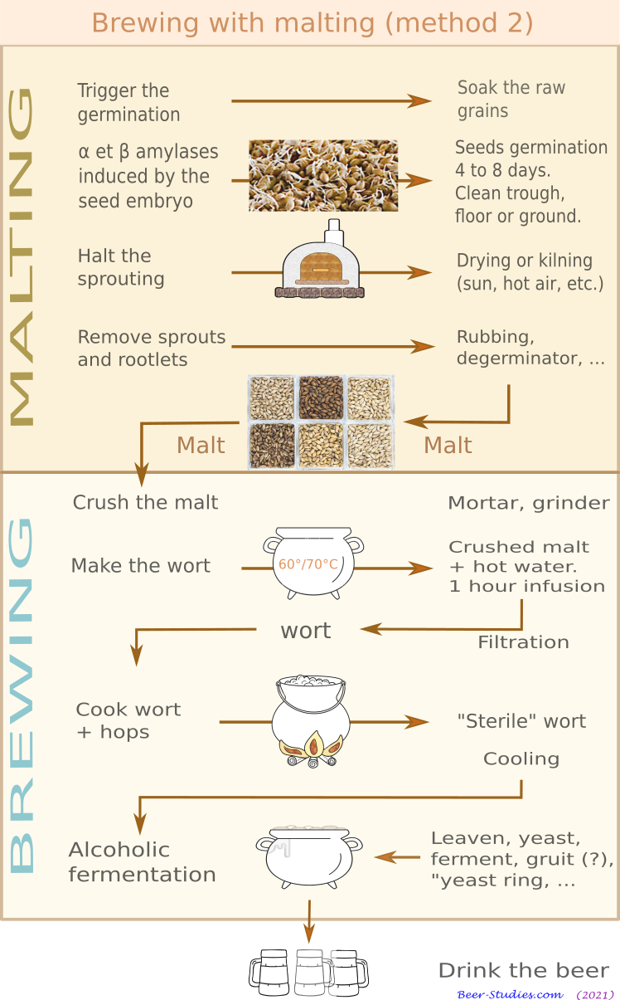 Brewing with malting (method 2)
MALTING
Trigger the
germination
Soak the raw
grains
α et β amylases
induced by the
seed embryo
Seeds germination
4 to 8 days.
Clean trough,
floor or ground.
Halt the
sprouting
Drying or kilning
(sun, hot air, etc.)
Remove sprouts
and rootlets
Rubbing,
degerminator, ...
Malt
Malt
BREWING
Crush the malt
Mortar, grinder
Make the wort
60°/70°C
Crushed malt
+ hot water.
1 hour infusion
wort
Filtration
Cook wort
+ hops
"Sterile" wort
Cooling
Alcoholic
fermentation
Leaven, yeast,
ferment, gruit (?),
"yeast ring, ...
Drink the beer
Beer-Studies.com (2021)